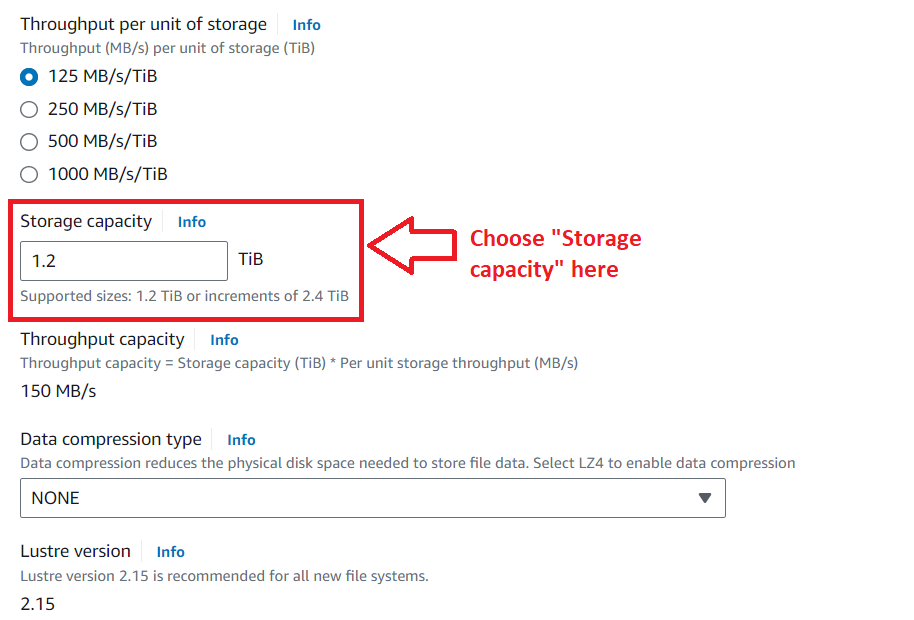 Throughput per unit of storage Info
Throughput (MB/s) per unit of storage (TiB)
125 MB/s/TiB
250 MB/s/TiB
500 MB/s/TiB
1000 MB/s/TiB
Storage capacity Info
1.2 TiB
Supported sizes: 1.2 TiB or increments of 2.4 TiB
Choose "Storage
capacity" here
Throughput capacity Info
Throughput capacity = Storage capacity (TiB) * Per unit storage throughput (MB/s)
150 MB/s
Data compression type Info
Data compression reduces the physical disk space needed to store file data. Select LZ4 to enable data compression
NONE
Lustre version Info
Lustre version 2.15 is recommended for all new file systems.
2.15